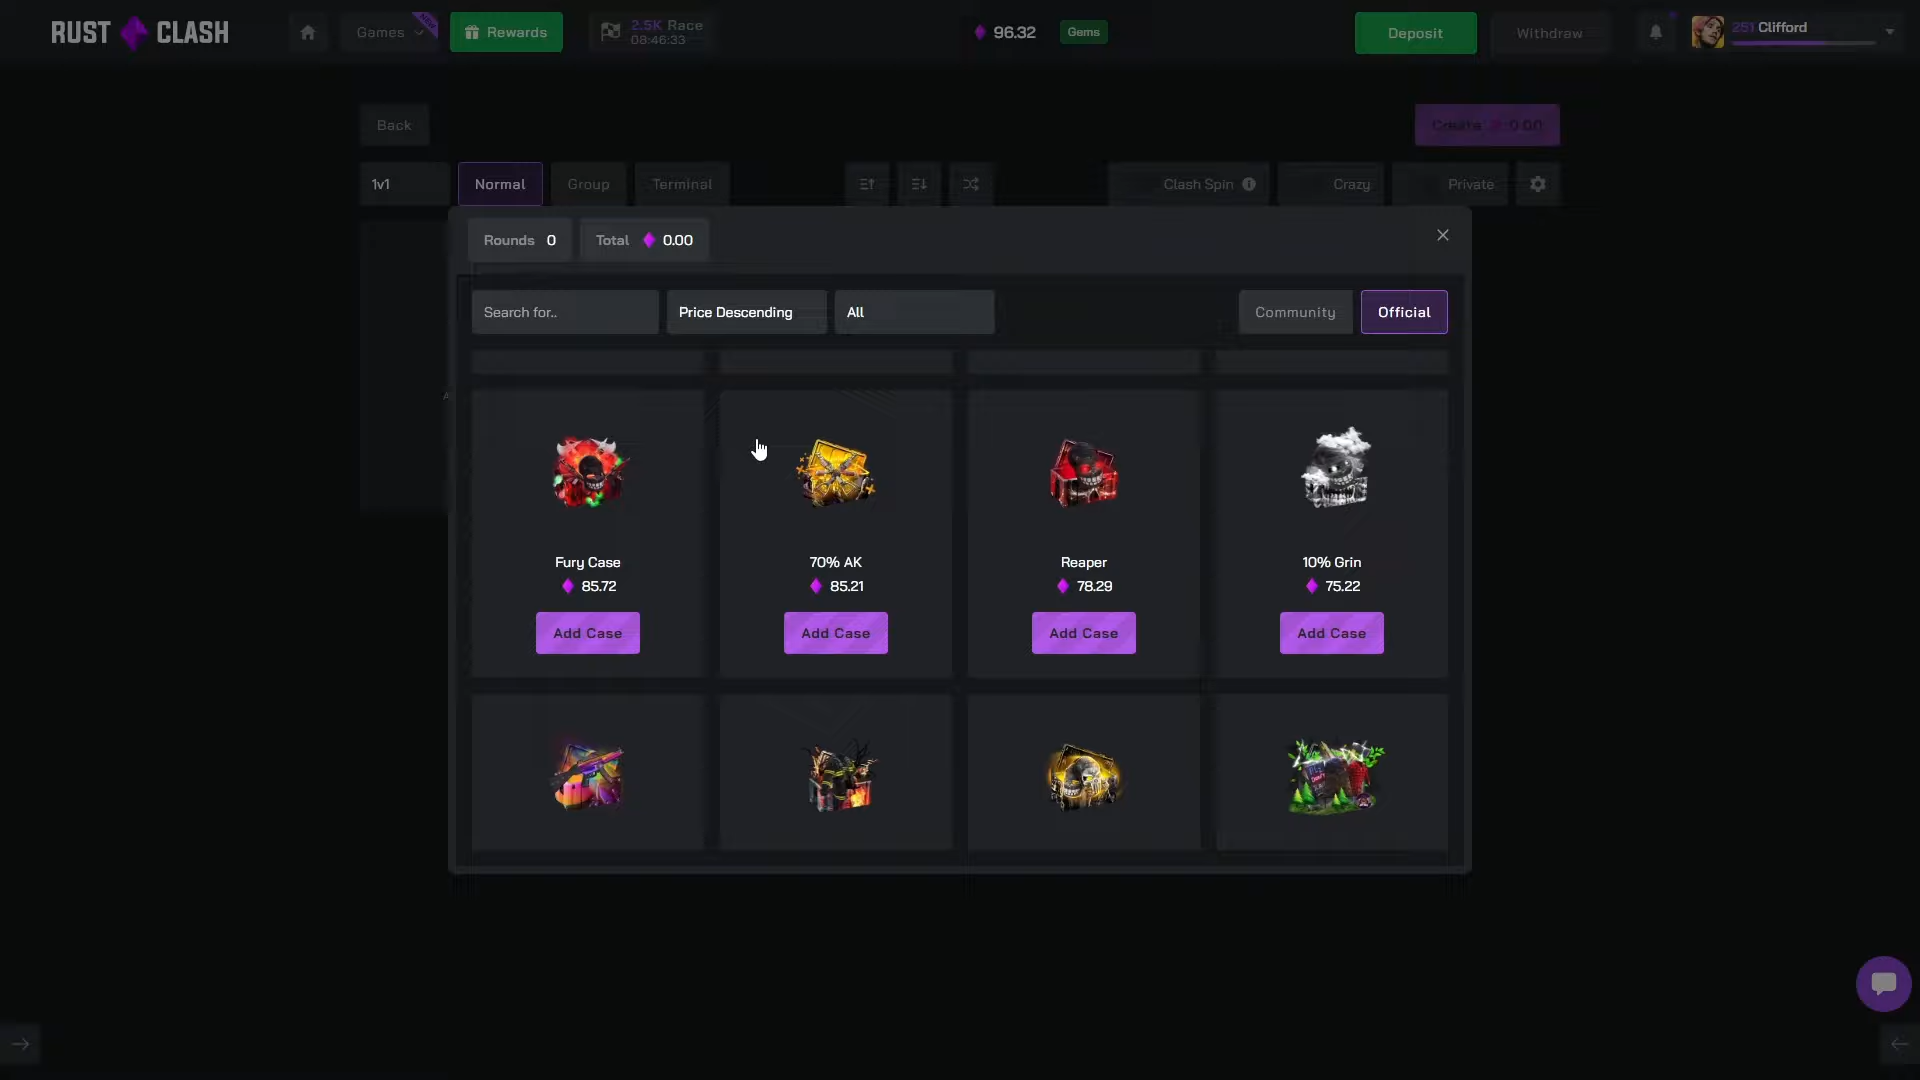 RUST CLASH
Games
Rewards
2.5K Race
08:46:33
96.32
Gems
Deposit
Withdraw
251 Clifford
Back
Create 0.00
1v1
Normal
Group
Terminal
Clash Spin
Crazy
Private
Rounds 0
Total 0.00
Search for..
Price Descending
All
Community
Official
Fury Case
85.72
Add Case
70% AK
85.21
Add Case
Reaper
78.29
Add Case
10% Grin
75.22
Add Case